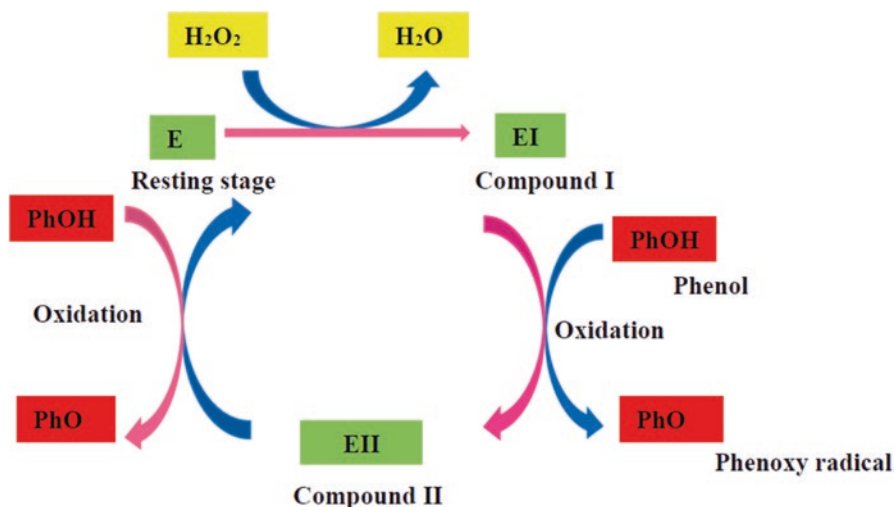 H₂O₂
H₂O
E
EI
Resting stage
Compound I
PhOH
PhOH
Phenol
Oxidation
Oxidation
PhO
EII
PhO
Phenoxy radical
Compound II